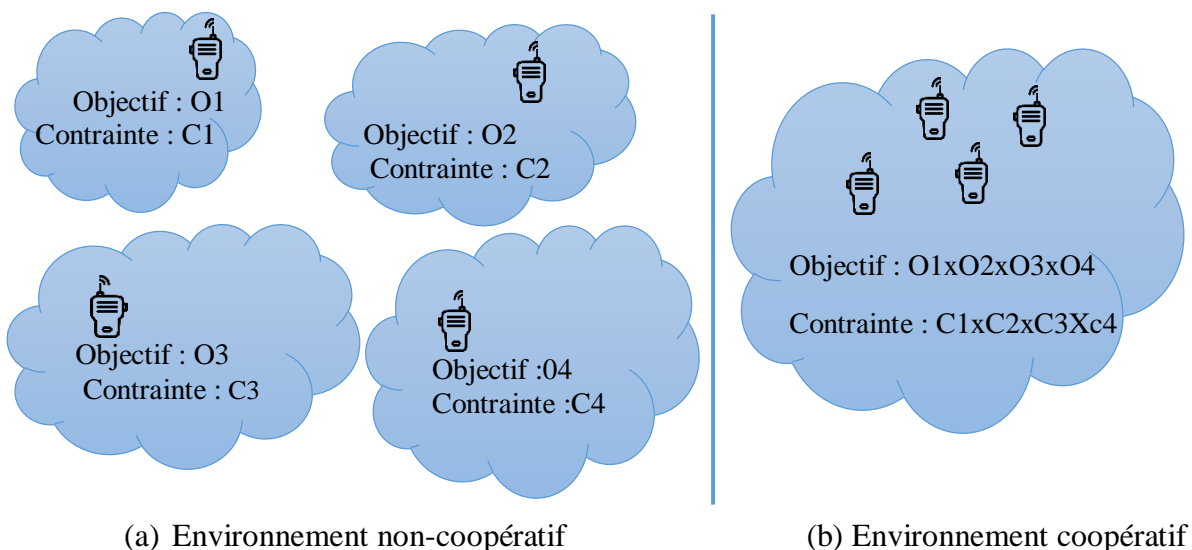 Objectif : O1
Contrainte : C1
Objectif : O2
Contrainte : C2
Objectif : O3
Contrainte : C3
Objectif :04
Contrainte :C4
(a) Environnement non-coopératif
Objectif : O1xO2xO3xO4
Contrainte : C1xC2xC3Xc4
(b) Environnement coopératif